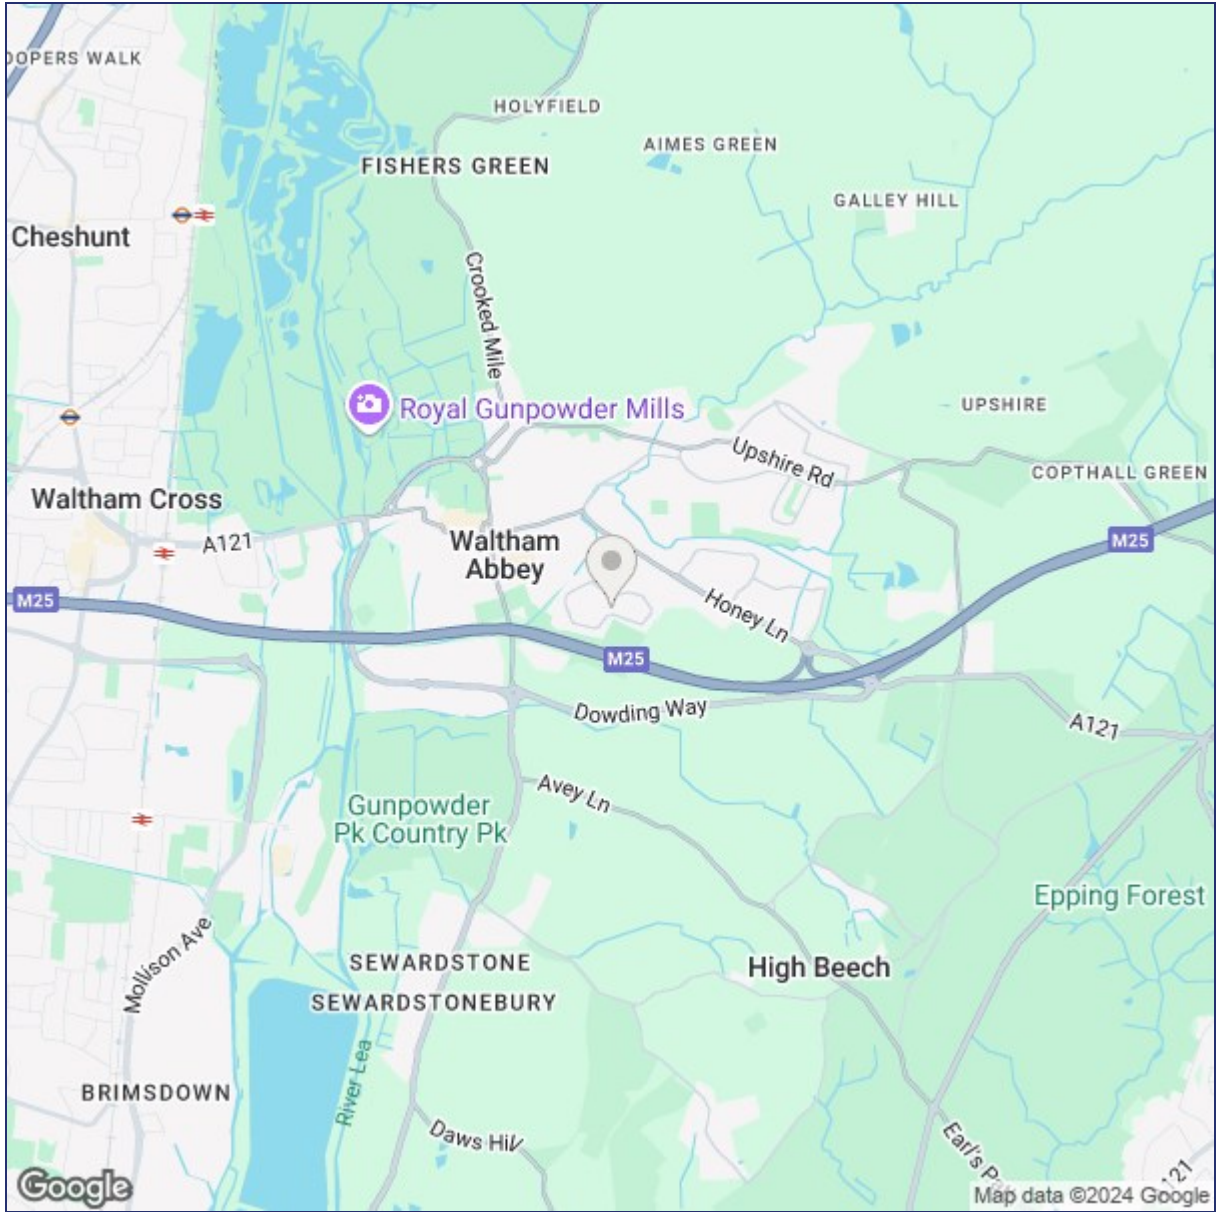 OOPERS WALK
HOLYFIELD
AIMES GREEN
FISHERS GREEN
GALLEY HILL
Cheshunt
Crooked Mile
Royal Gunpowder Mills
UPSHIRE
Upshire Rd
COPTHALL GREEN
Waltham Cross
A121
Waltham
Abbey
M25
M25
Honey Ln
M25
Dowding Way
A121
Avey Ln
Gunpowder
Pk Country Pk
Epping Forest
Mollison Ave
SEWARDSTONE
High Beech
SEWARDSTONEBURY
River Lea
BRIMSDOWN
Daws Hil
Earl's
121
Google
Map data ©2024 Google